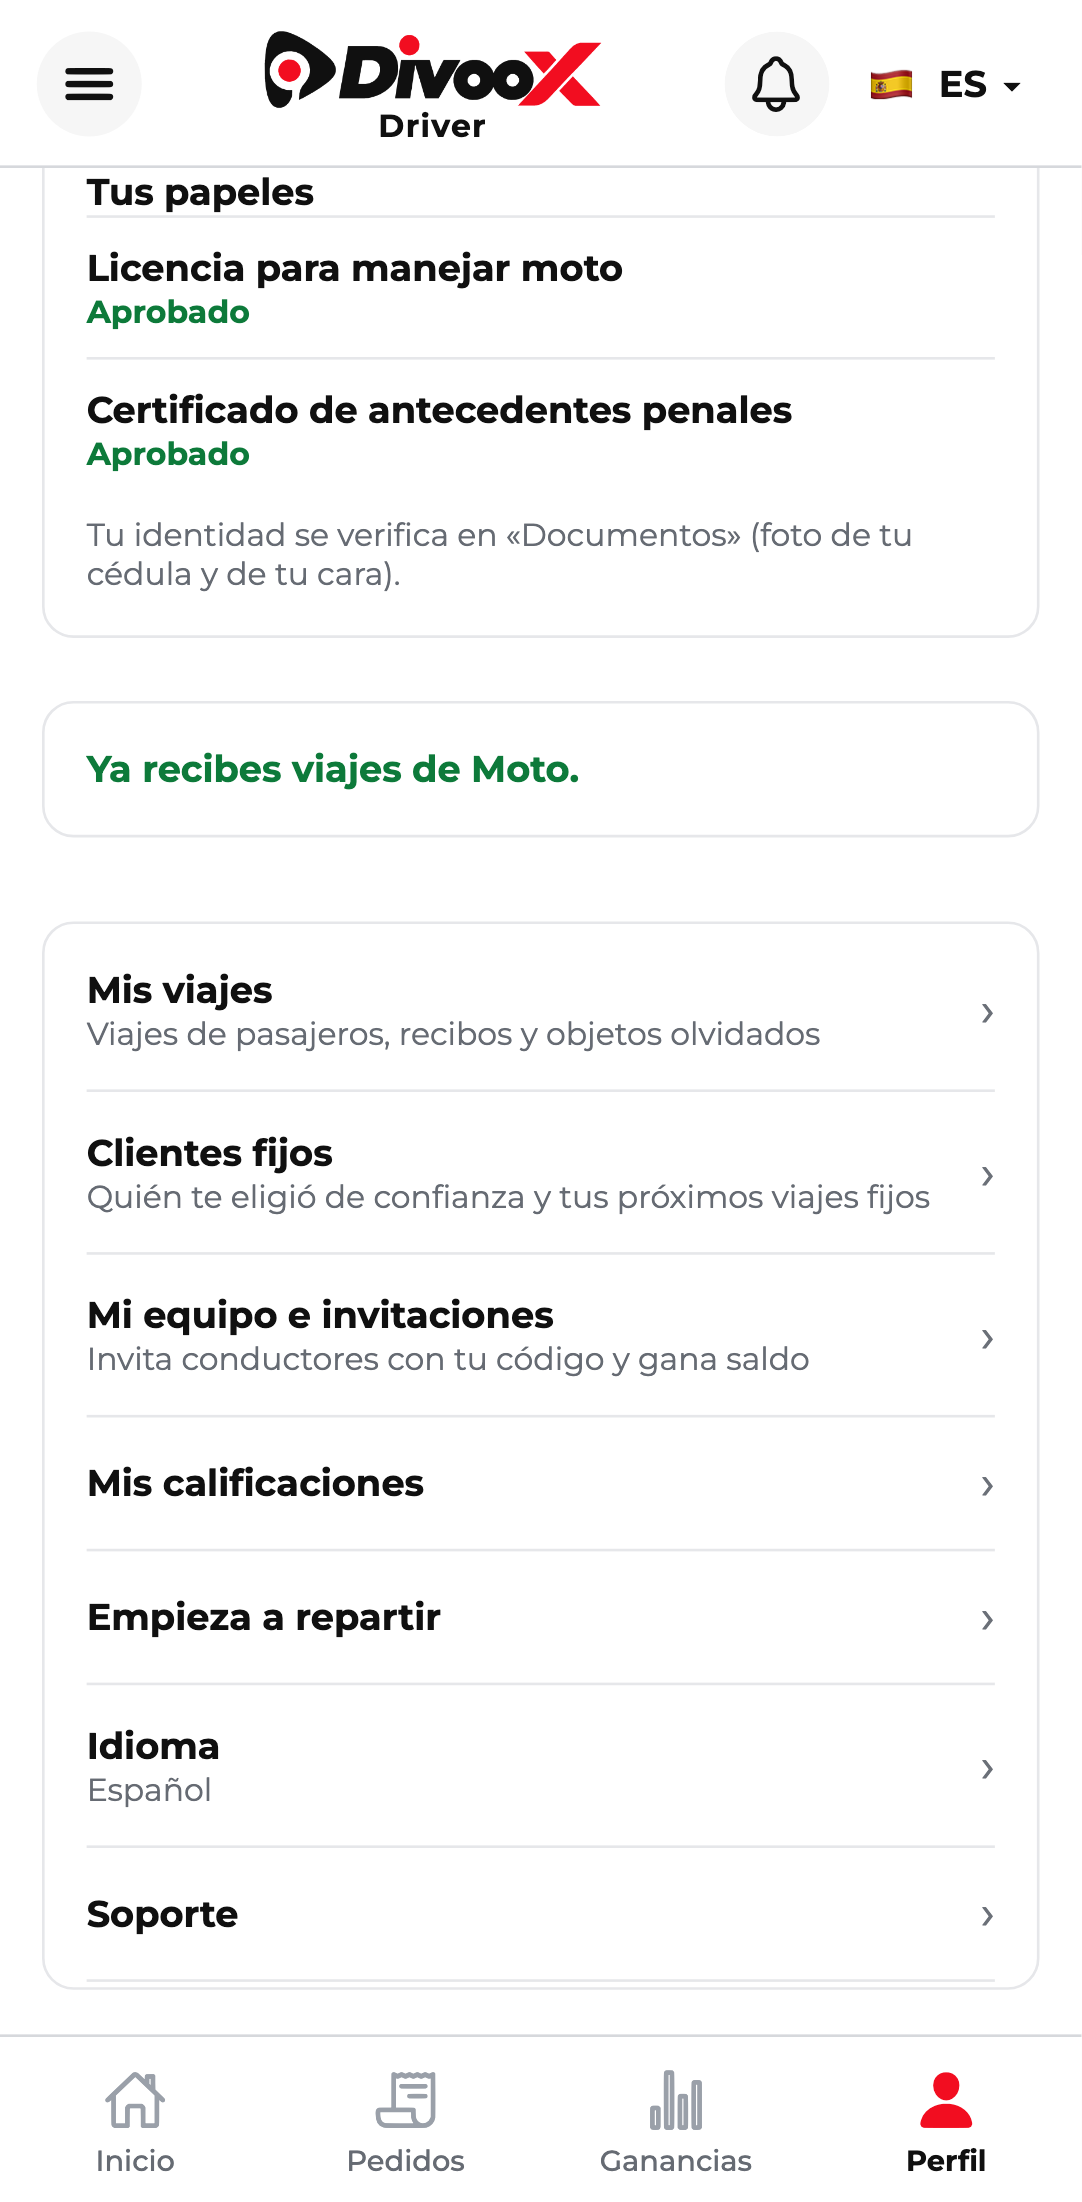 DivooX
Driver
ES
Tus papeles
Licencia para manejar moto
Aprobado
Certificado de antecedentes penales
Aprobado
Tu identidad se verifica en «Documentos» (foto de tu
cédula y de tu cara).
Ya recibes viajes de Moto.
Mis viajes
Viajes de pasajeros, recibos y objetos olvidados
Clientes fijos
Quién te eligió de confianza y tus próximos viajes fijos
Mi equipo e invitaciones
Invita conductores con tu código y gana saldo
Mis calificaciones
Empieza a repartir
Idioma
Español
Soporte
Inicio
Pedidos
Ganancias
Perfil